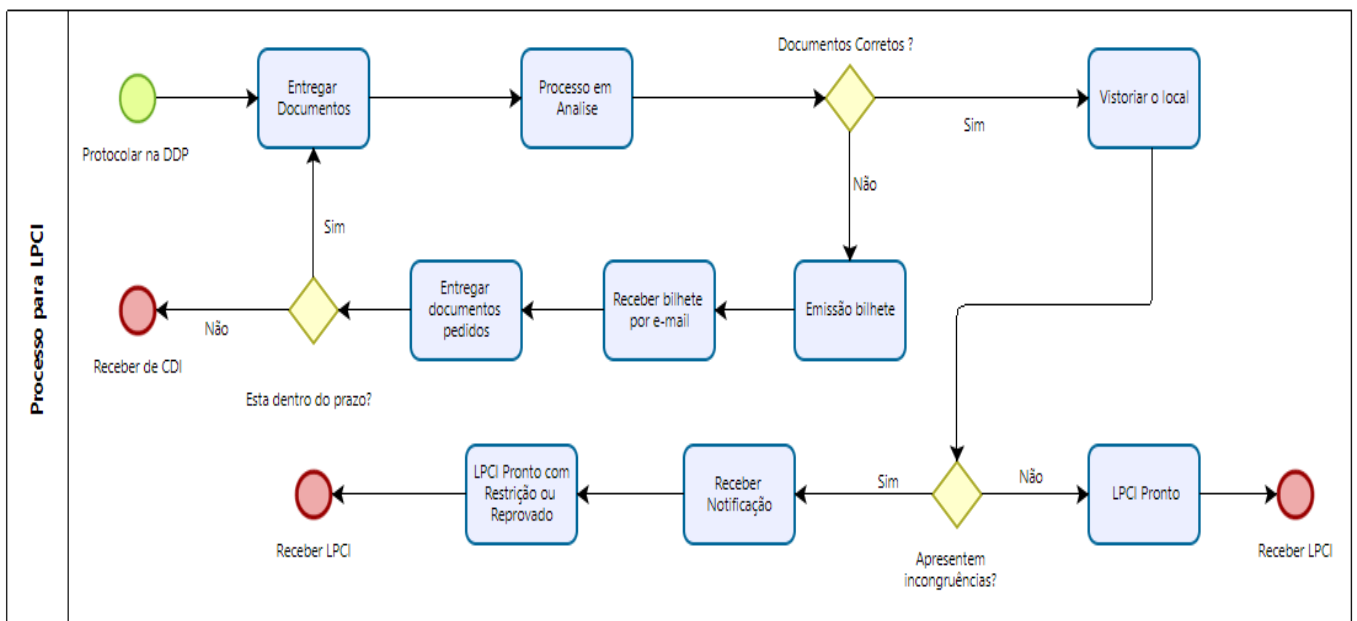 Processo para LPCI
Protocolar na DDP
Entregar
Documentos
Processo em
Analise
Documentos Corretos ?
Sim
Vistoriar o local
Não
Emissão bilhete
Receber bilhete
por e-mail
Entregar
documentos
pedidos
Esta dentro do prazo?
Sim
Não
Receber de CDI
Apresentem
incongruências?
Sim
Receber
Notificação
LPCI Pronto com
Restrição ou
Reprovado
Receber LPCI
Não
LPCI Pronto
Receber LPCI